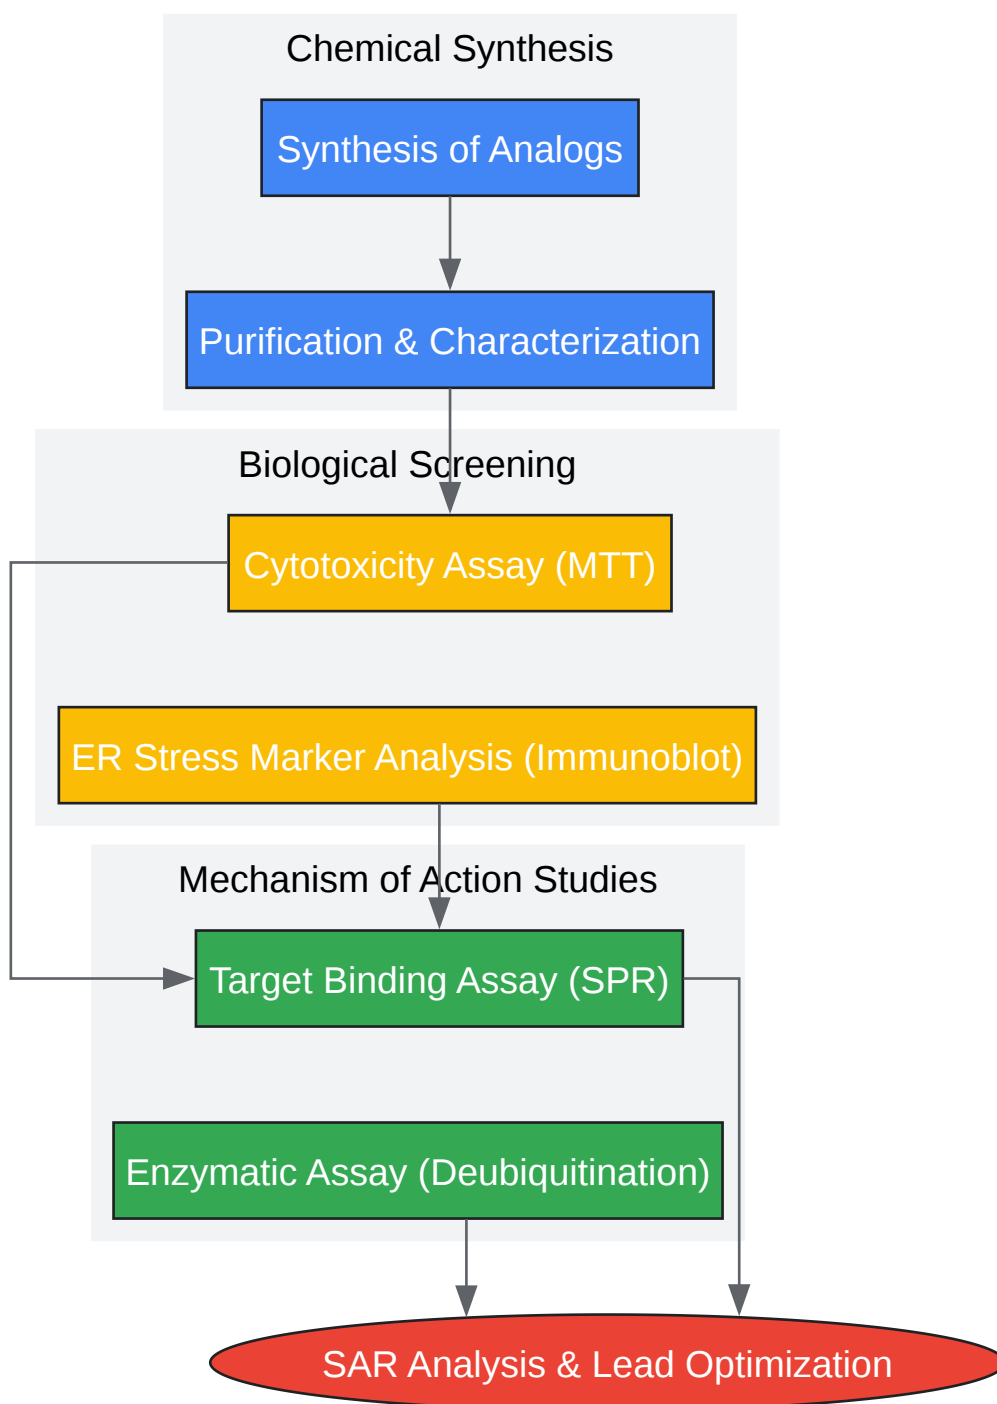 Chemical Synthesis
Synthesis of Analogs
Purification & Characterization
Biological Screening
Cytotoxicity Assay (MTT)
ER Stress Marker Analysis (Immunoblot)
Mechanism of Action Studies
Target Binding Assay (SPR)
Enzymatic Assay (Deubiquitination)
SAR Analysis & Lead Optimization